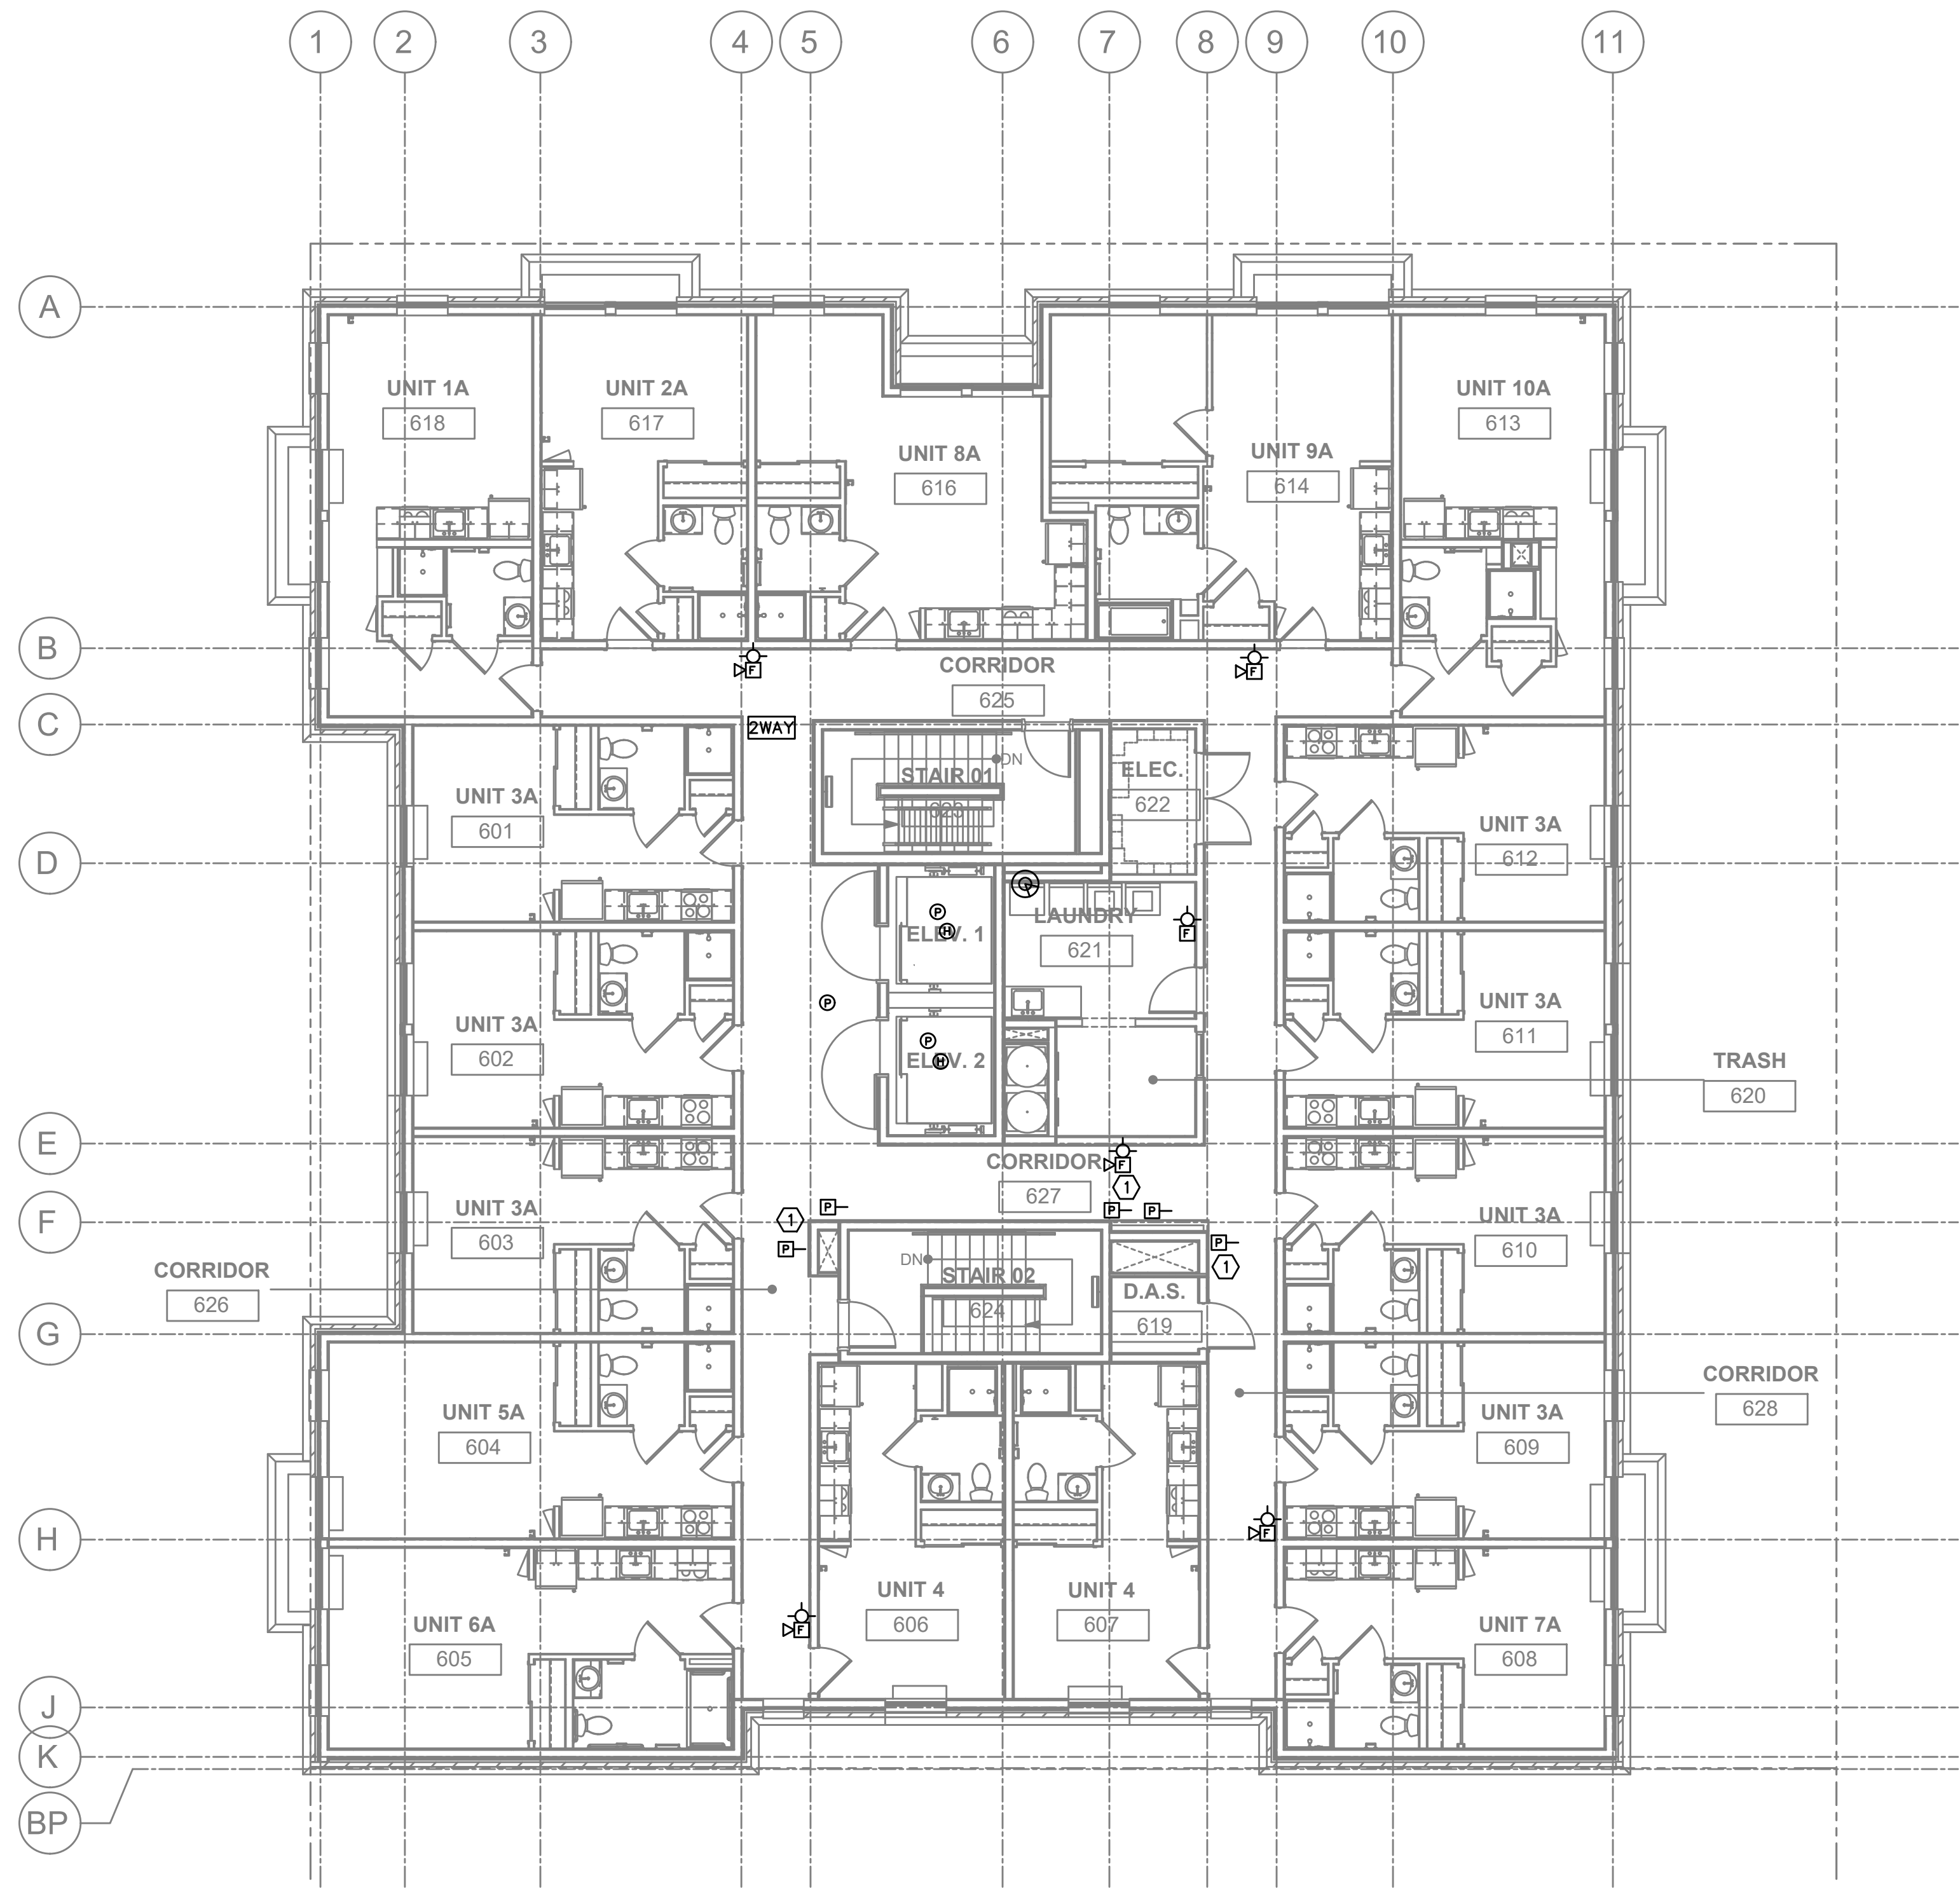 1 2 3 4 5 6 7 8 9 10 11
A
UNIT 1A
618
UNIT 2A
617
UNIT 8A
616
UNIT 9A
614
UNIT 10A
613
B
F
F
CORRIDOR
625
C
2WAY
DN
STAIR 01
ELEC.
622
UNIT 3A
601
UNIT 3A
612
D
P
H
ELEV. 1
LAUNDRY
621
F
P
UNIT 3A
602
P
H
ELEV. 2
UNIT 3A
611
TRASH
620
E
CORRIDOR
627
F
1
UNIT 3A
603
F
1
P
P
P
P
P
1
UNIT 3A
610
CORRIDOR
626
DN
STAIR 02
624
D.A.S.
619
G
UNIT 5A
604
CORRIDOR
628
UNIT 3A
609
H
F
UNIT 6A
605
F
UNIT 4
606
UNIT 4
607
UNIT 7A
608
J
K
BP